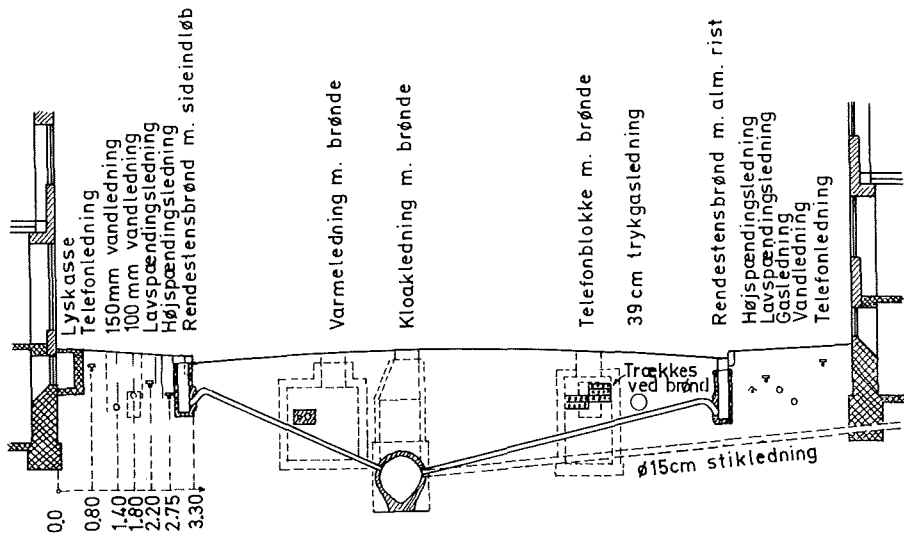 Lyskasse
Telefonledning
150mm vandledning
100 mm vandledning
Lavspændingsledning
Højspændingsledning
Rendestensbrønd m. sideindløb
Varmeledning m. brønde
Kloakledning m. brønde
Telefonblokke m. brønde
39 cm trykgasledning
Rendestensbrønd m. alm. rist
Højspændingsledning
Lavspændingsledning
Gasledning
Vandledning
Telefonledning
Trækkes
ved brønd
ø15cm stikledning
0.0
0.80
1.40
1.80
2.20
2.75
3.30